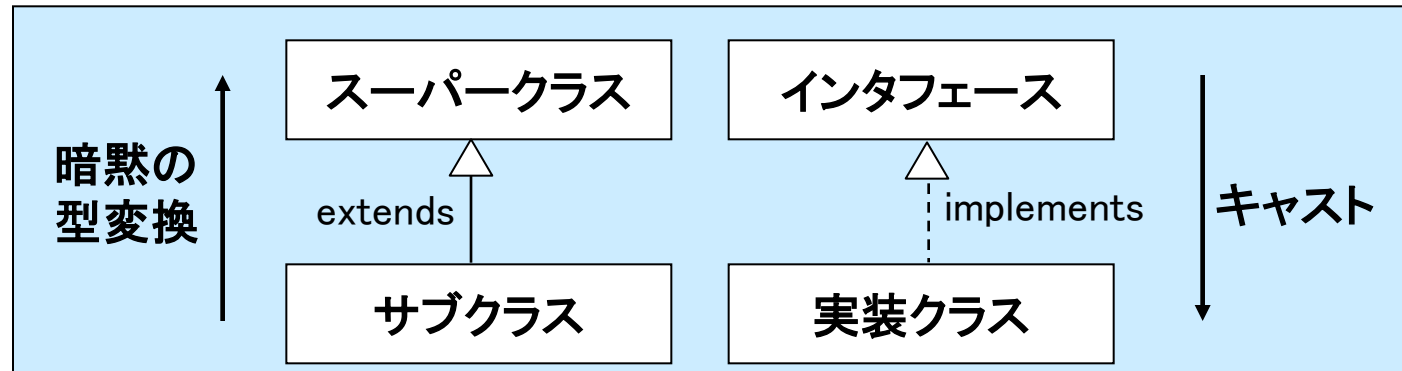 スーパークラス
インタフェース
暗黙の
型変換
extends
implements
キャスト
サブクラス
実装クラス